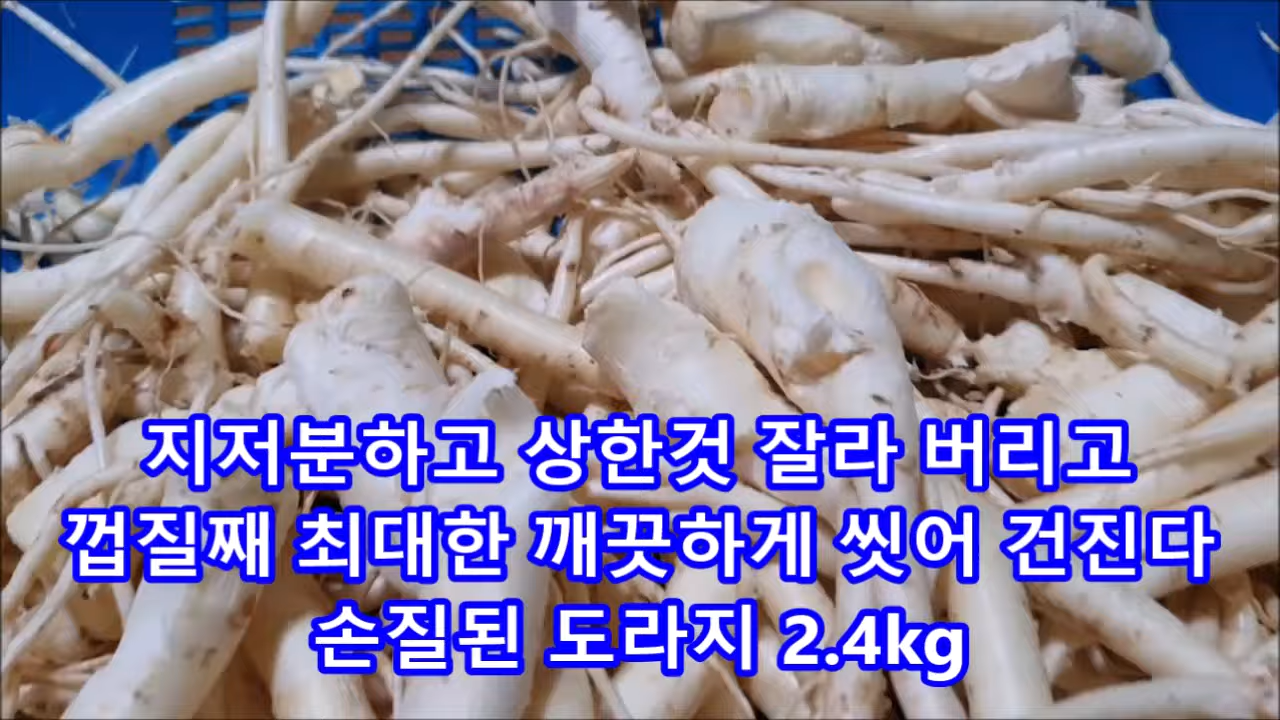 지저분하고 상한것 잘라 버리고
껍질째 최대한 깨끗하게 씻어 건진다
손질된 도라지 2.4kg